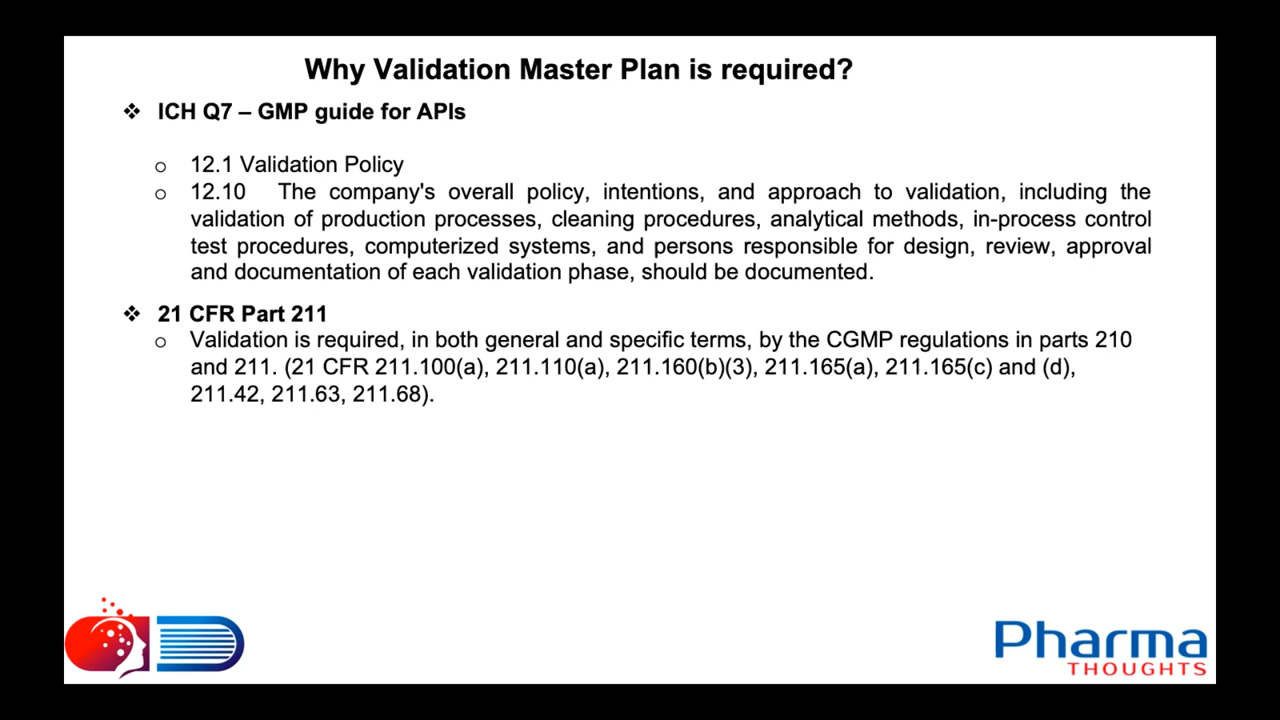 Why Validation Master Plan is required?
❖ ICH Q7 – GMP guide for APIs
o 12.1 Validation Policy
o 12.10 The company's overall policy, intentions, and approach to validation, including the
validation of production processes, cleaning procedures, analytical methods, in-process control
test procedures, computerized systems, and persons responsible for design, review, approval
and documentation of each validation phase, should be documented.
❖ 21 CFR Part 211
o Validation is required, in both general and specific terms, by the CGMP regulations in parts 210
and 211. (21 CFR 211.100(a), 211.110(a), 211.160(b)(3), 211.165(a), 211.165(c) and (d),
211.42, 211.63, 211.68).
Pharma
THOUGHTS